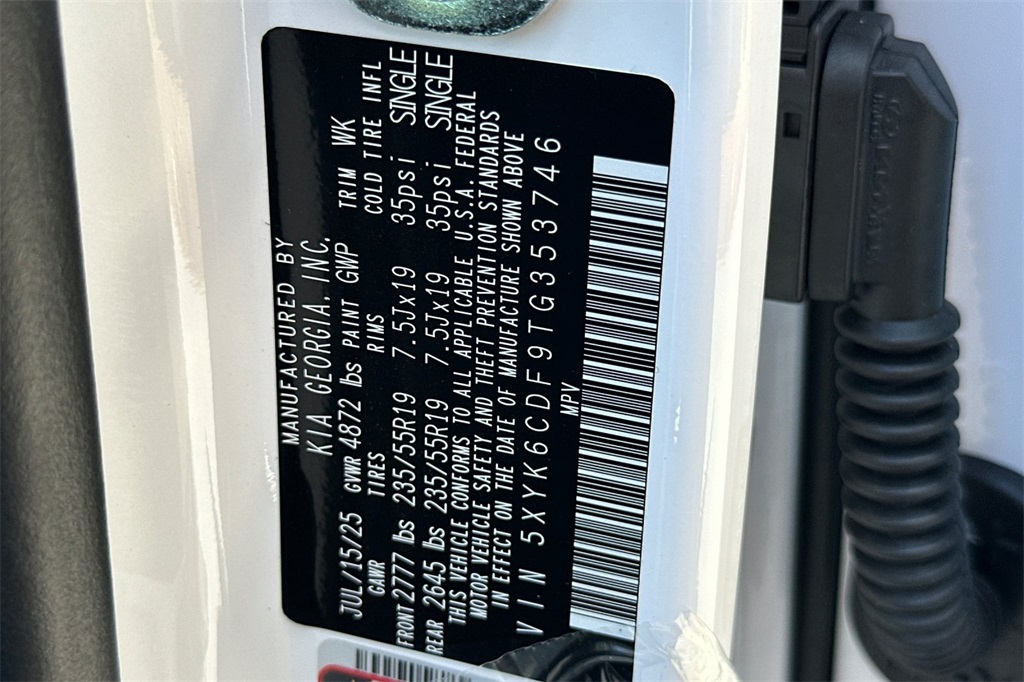 MANUFACTURED BY
KIA GEORGIA, INC.
JUL/15/25 GVWR 4872 lbs PAINT GWP TRIM WK
GAWR TIRES RIMS COLD TIRE INFL
FRONT 2777 lbs 235/55R19 7.5Jx19 35psi SINGLE
REAR 2645 lbs 235/55R19 7.5Jx19 35psi SINGLE
THIS VEHICLE CONFORMS TO ALL APPLICABLE U.S.A. FEDERAL
MOTOR VEHICLE SAFETY AND THEFT PREVENTION STANDARDS
IN EFFECT ON THE DATE OF MANUFACTURE SHOWN ABOVE
VIN 5XYK6CDF9TG353746
MPV